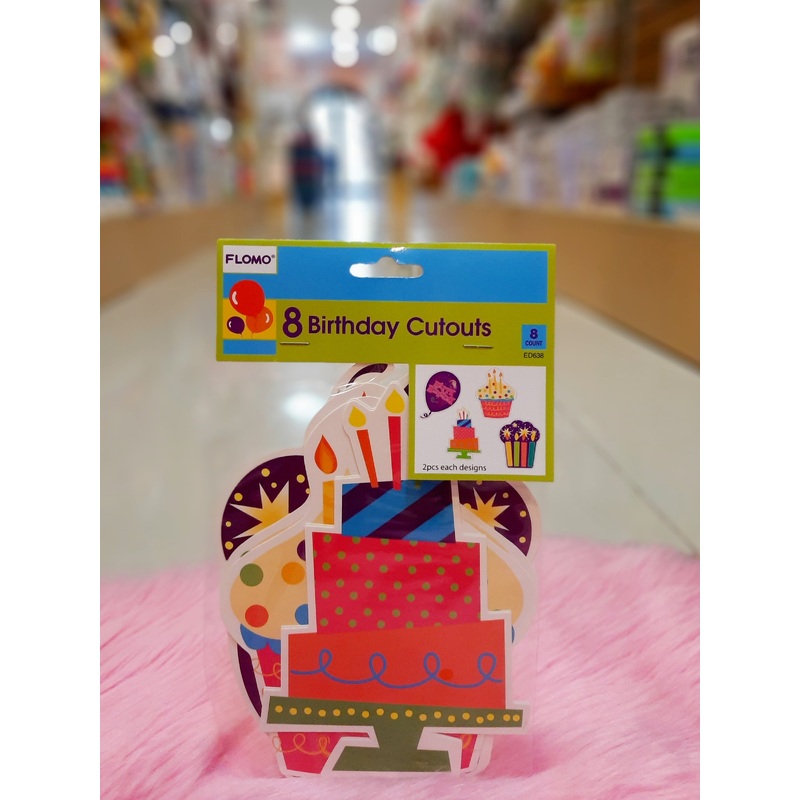 FLOMO®
8 Birthday Cutouts
8
COUNT
ED638
2pcs each designs